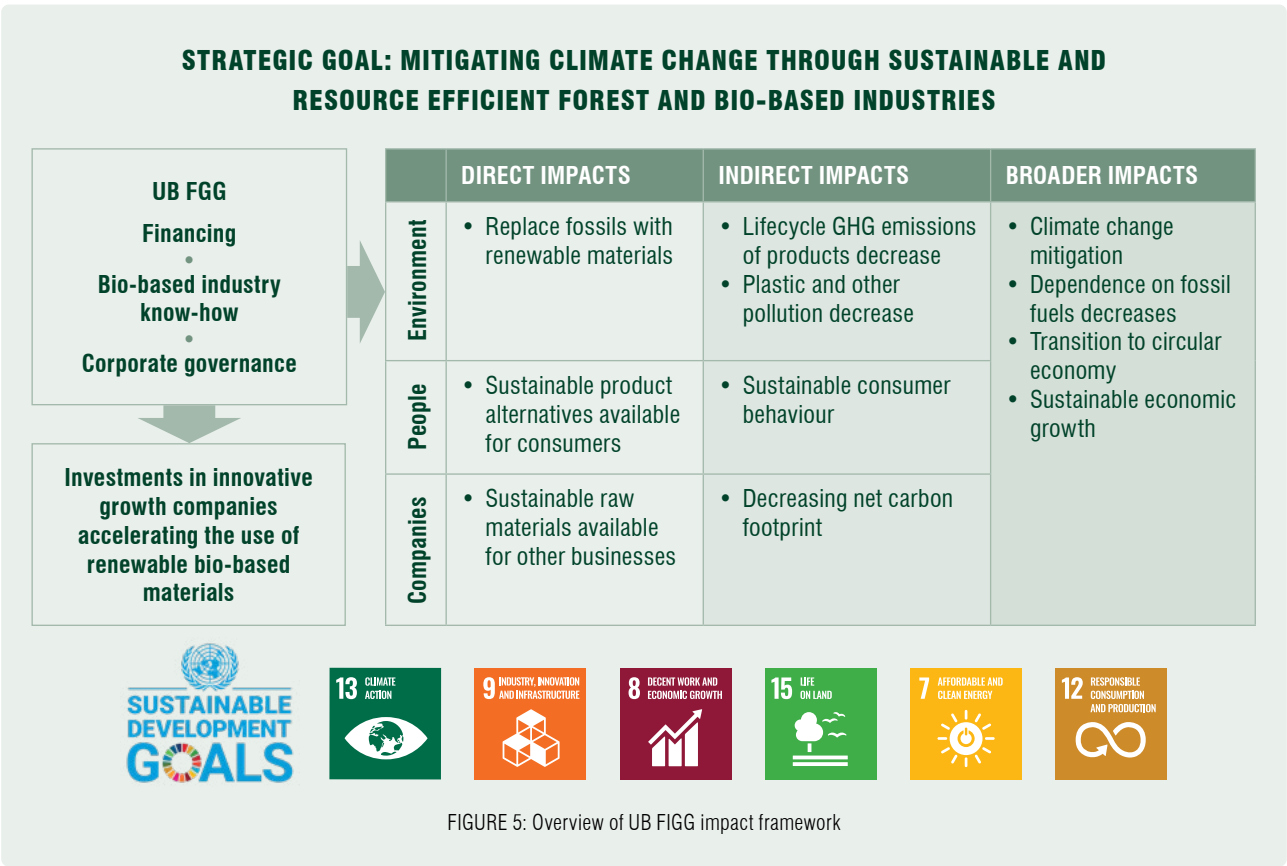 STRATEGIC GOAL: MITIGATING CLIMATE CHANGE THROUGH SUSTAINABLE AND
RESOURCE EFFICIENT FOREST AND BIO-BASED INDUSTRIES
UB FGG
Financing
•
Bio-based industry
know-how
•
Corporate governance
Investments in innovative
growth companies
accelerating the use of
renewable bio-based
materials
DIRECT IMPACTS
INDIRECT IMPACTS
BROADER IMPACTS
Environment
• Replace fossils with
renewable materials
• Lifecycle GHG emissions
of products decrease
• Plastic and other
pollution decrease
• Climate change
mitigation
• Dependence on fossil
fuels decreases
• Transition to circular
economy
• Sustainable economic
growth
People
• Sustainable product
alternatives available
for consumers
• Sustainable consumer
behaviour
Companies
• Sustainable raw
materials available
for other businesses
• Decreasing net carbon
footprint
SUSTAINABLE
DEVELOPMENT
GOALS
13 CLIMATE
ACTION
9 INDUSTRY, INNOVATION
AND INFRASTRUCTURE
8 DECENT WORK AND
ECONOMIC GROWTH
15 LIFE
ON LAND
7 AFFORDABLE AND
CLEAN ENERGY
12 RESPONSIBLE
CONSUMPTION
AND PRODUCTION
FIGURE 5: Overview of UB FIGG impact framework